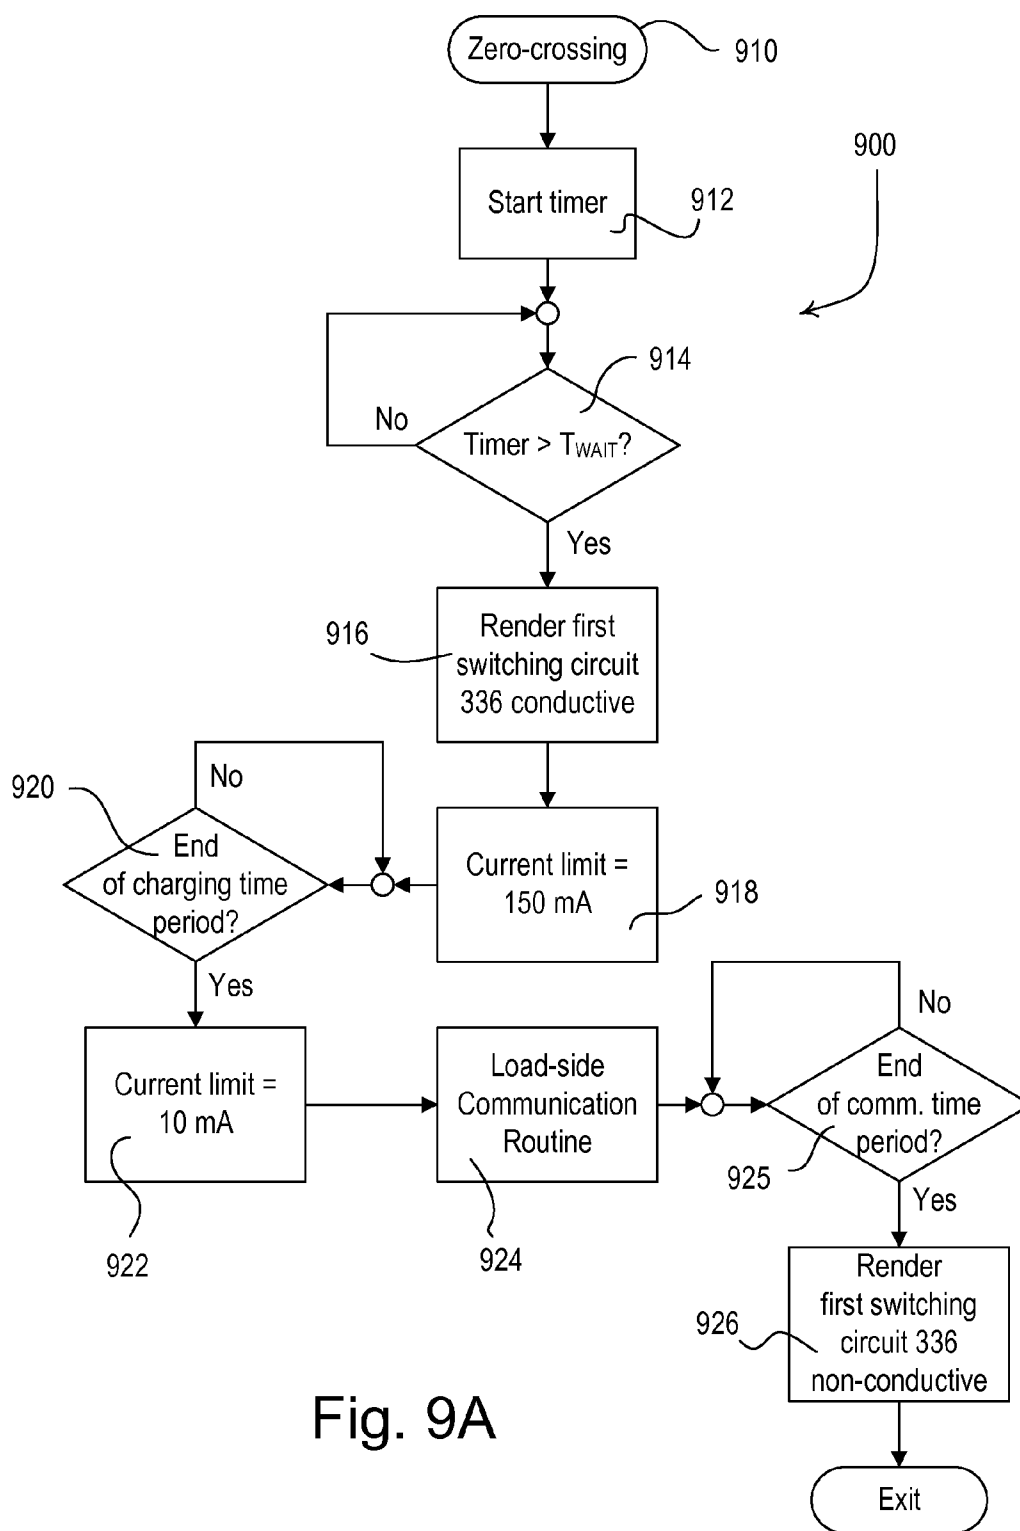 Zero-crossing
910
900
Start timer
912
914
No
Timer > TWAIT?
Yes
916
Render first
switching circuit
336 conductive
920
No
End
of charging time
period?
Current limit =
150 mA
918
Yes
No
Current limit =
10 mA
Load-side
Communication
Routine
End
of comm. time
period?
925
922
924
Yes
926
Render
first switching
circuit 336
non-conductive
Fig. 9A
Exit